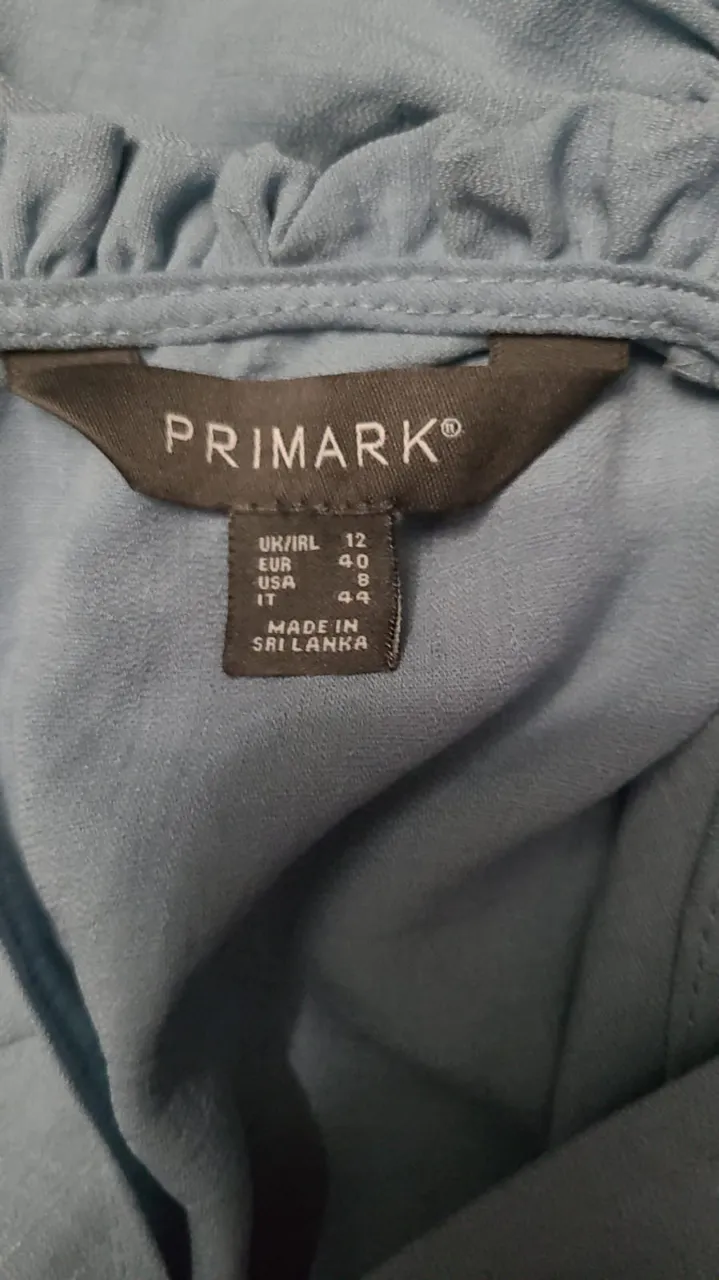 PRIMARK®
UK/IRL 12
EUR 40
USA 8
IT 44
MADE IN
SRI LANKA